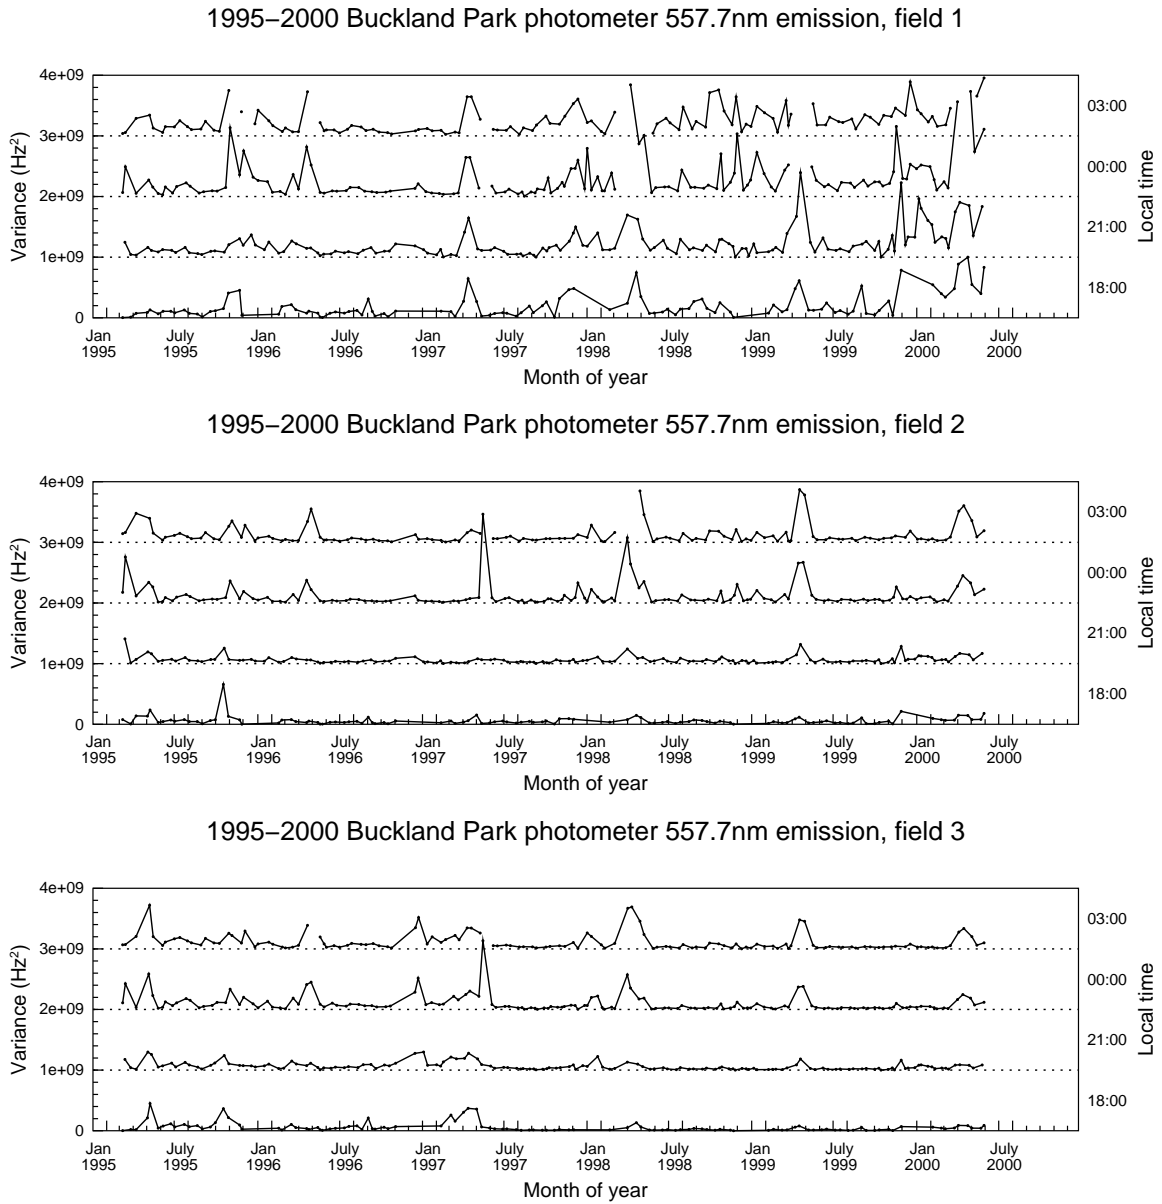 1995−2000 Buckland Park photometer 557.7nm emission, field 1
4e+09
3e+09
2e+09
1e+09
0
Variance (Hz²)
03:00
00:00
21:00
18:00
Local time
Jan July Jan July Jan July Jan July Jan July Jan July
1995 1995 1996 1996 1997 1997 1998 1998 1999 1999 2000 2000
Month of year
1995−2000 Buckland Park photometer 557.7nm emission, field 2
4e+09
3e+09
2e+09
1e+09
0
Variance (Hz²)
03:00
00:00
21:00
18:00
Local time
Jan July Jan July Jan July Jan July Jan July Jan July
1995 1995 1996 1996 1997 1997 1998 1998 1999 1999 2000 2000
Month of year
1995−2000 Buckland Park photometer 557.7nm emission, field 3
4e+09
3e+09
2e+09
1e+09
0
Variance (Hz²)
03:00
00:00
21:00
18:00
Local time
Jan July Jan July Jan July Jan July Jan July Jan July
1995 1995 1996 1996 1997 1997 1998 1998 1999 1999 2000 2000
Month of year